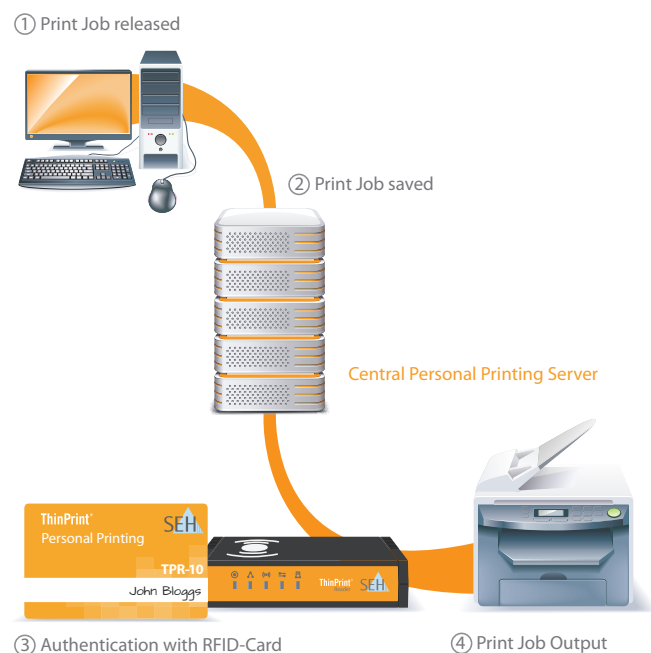 ① Print Job released
② Print Job saved
Central Personal Printing Server
ThinPrint®
Personal Printing
SEH
TPR-10
John Bloggs
ThinPrint®
Reader
SEH
③ Authentication with RFID-Card
④ Print Job Output